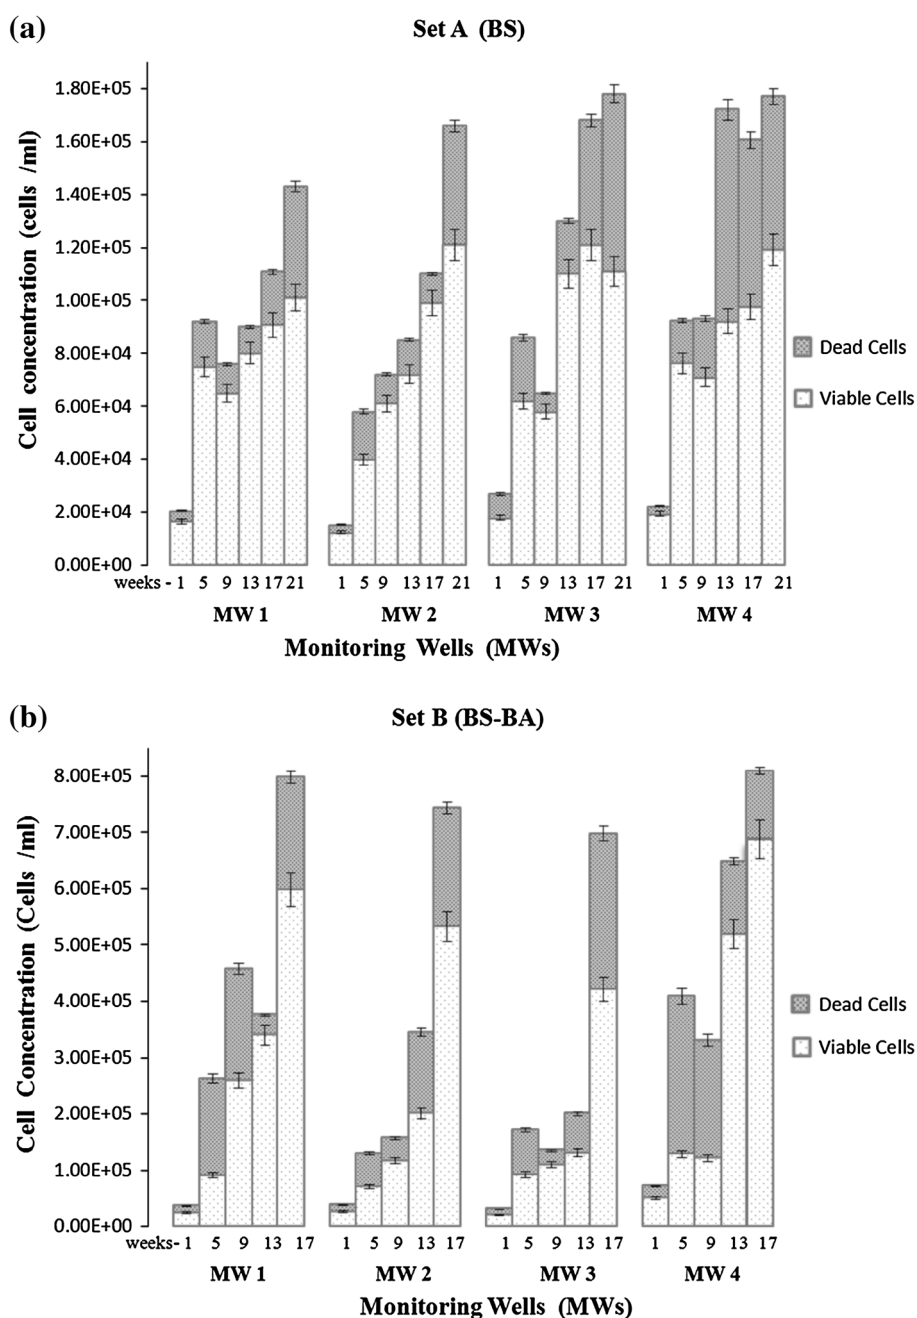 (a)
Set A (BS)
Cell concentration (cells /ml)
1.80E+05
1.60E+05
1.40E+05
1.20E+05
1.00E+05
8.00E+04
6.00E+04
4.00E+04
2.00E+04
0.00E+00
Dead Cells
Viable Cells
weeks - 1 5 9 13 17 21 1 5 9 13 17 21 1 5 9 13 17 21 1 5 9 13 17 21
MW 1 MW 2 MW 3 MW 4
Monitoring Wells (MWs)
(b)
Set B (BS-BA)
Cell Concentration (Cells /ml)
8.00E+05
7.00E+05
6.00E+05
5.00E+05
4.00E+05
3.00E+05
2.00E+05
1.00E+05
0.00E+00
Dead Cells
Viable Cells
weeks- 1 5 9 13 17 1 5 9 13 17 1 5 9 13 17 1 5 9 13 17
MW 1 MW 2 MW 3 MW 4
Monitoring Wells (MWs)